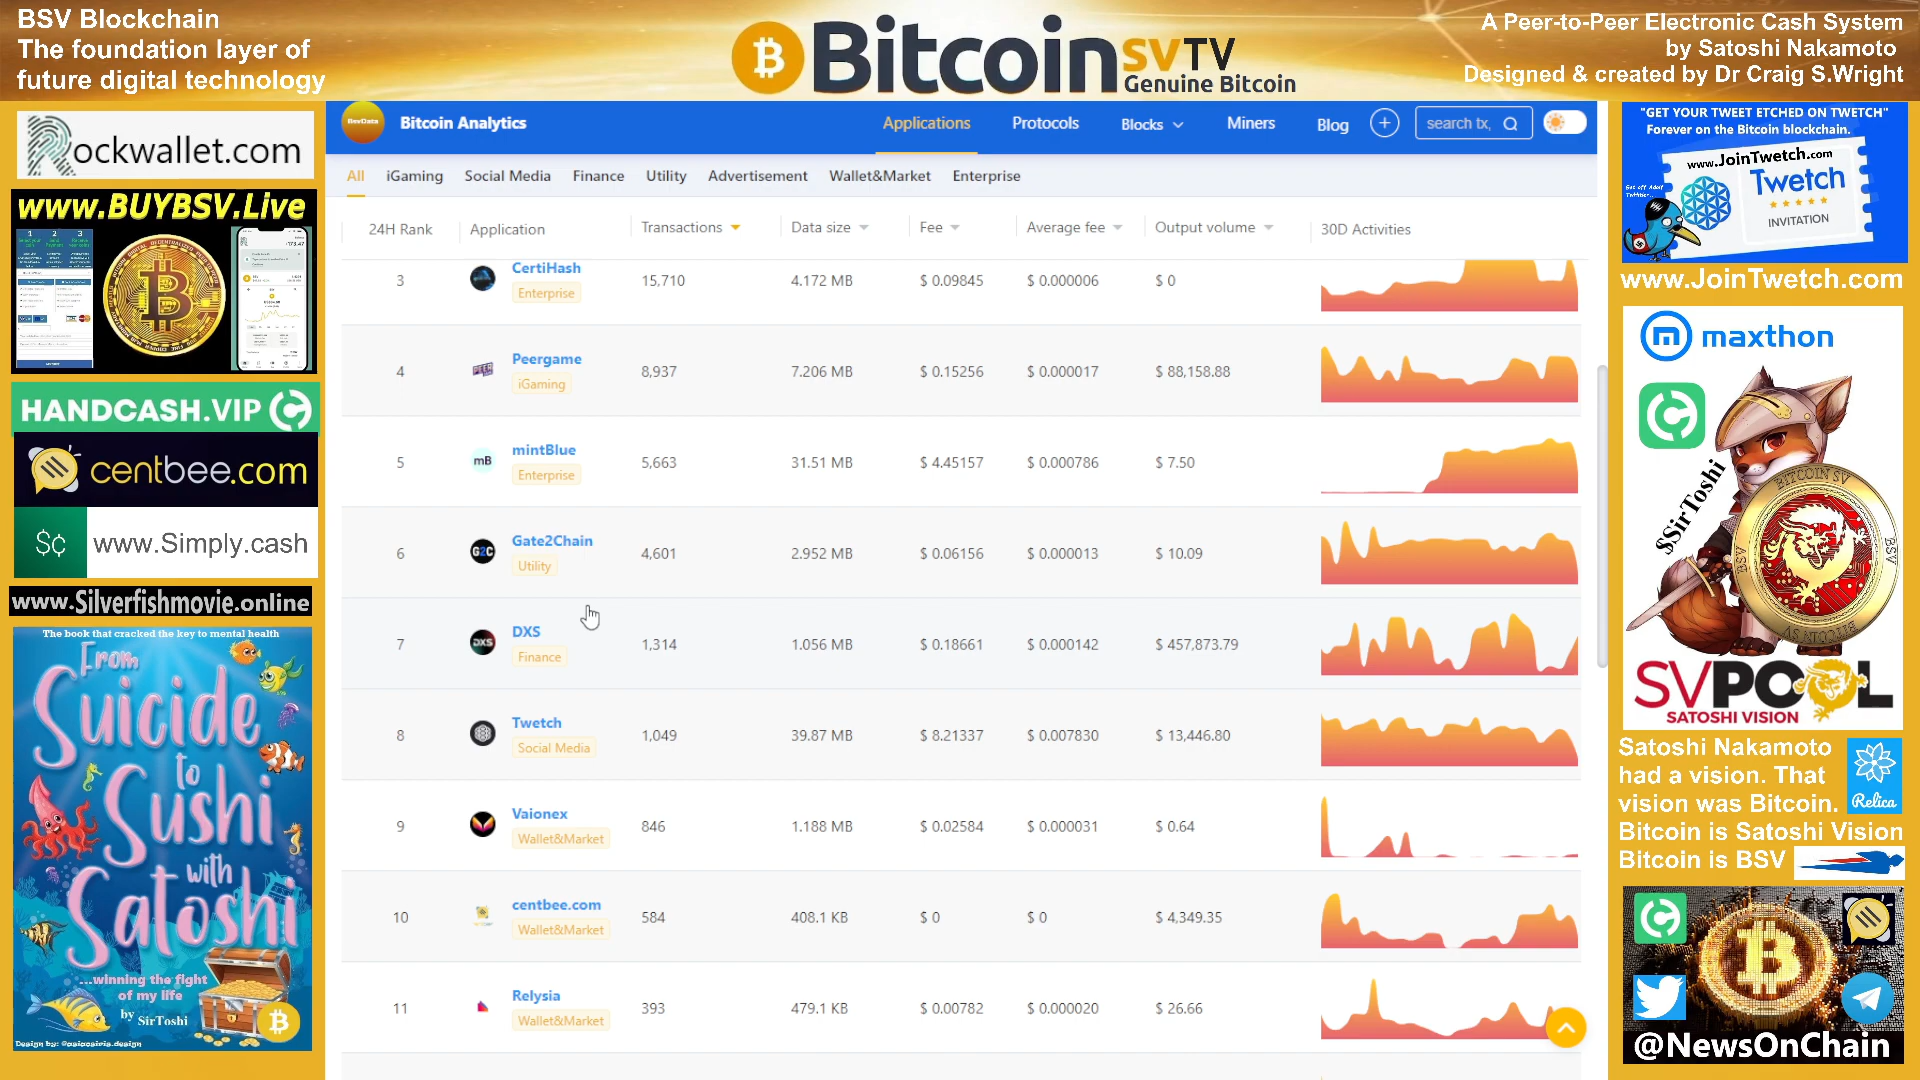 BSV Blockchain
The foundation layer of
future digital technology
Bitcoin SVTV
Genuine Bitcoin
A Peer-to-Peer Electronic Cash System
by Satoshi Nakamoto
Designed & created by Dr Craig S.Wright
Rockwallet.com
www.BUYBSV.Live
HANDCASH.VIP
centbee.com
$¢ www.Simply.cash
www.Silverfishmovie.online
The book that cracked the key to mental health
From
Suicide
to
Sushi
with
Satoshi
...winning the fight
of my life
by SirToshi
BsvData Bitcoin Analytics Applications Protocols Blocks Miners Blog search tx,
All iGaming Social Media Finance Utility Advertisement Wallet&Market Enterprise
24H Rank Application Transactions Data size Fee Average fee Output volume 30D Activities
3 CertiHash Enterprise 15,710 4.172 MB $ 0.09845 $ 0.000006 $ 0
4 Peergame iGaming 8,937 7.206 MB $ 0.15256 $ 0.000017 $ 88,158.88
5 mB mintBlue Enterprise 5,663 31.51 MB $ 4.45157 $ 0.000786 $ 7.50
6 G2C Gate2Chain Utility 4,601 2.952 MB $ 0.06156 $ 0.000013 $ 10.09
7 DXS DXS Finance 1,314 1.056 MB $ 0.18661 $ 0.000142 $ 457,873.79
8 Twetch Social Media 1,049 39.87 MB $ 8.21337 $ 0.007830 $ 13,446.80
9 Vaionex Wallet&Market 846 1.188 MB $ 0.02584 $ 0.000031 $ 0.64
10 centbee.com Wallet&Market 584 408.1 KB $ 0 $ 0 $ 4,349.35
11 Relysia Wallet&Market 393 479.1 KB $ 0.00782 $ 0.000020 $ 26.66
"GET YOUR TWEET ETCHED ON TWETCH"
Forever on the Bitcoin blockchain.
www.JoinTwetch.com
Twetch
INVITATION
www.JoinTwetch.com
maxthon
$SirToshi
BITCOIN SV
BSV
BSV
BITCOIN SV
SVPOOL
SATOSHI VISION
Satoshi Nakamoto
had a vision. That
vision was Bitcoin.
Relica
Bitcoin is Satoshi Vision
Bitcoin is BSV
@NewsOnChain